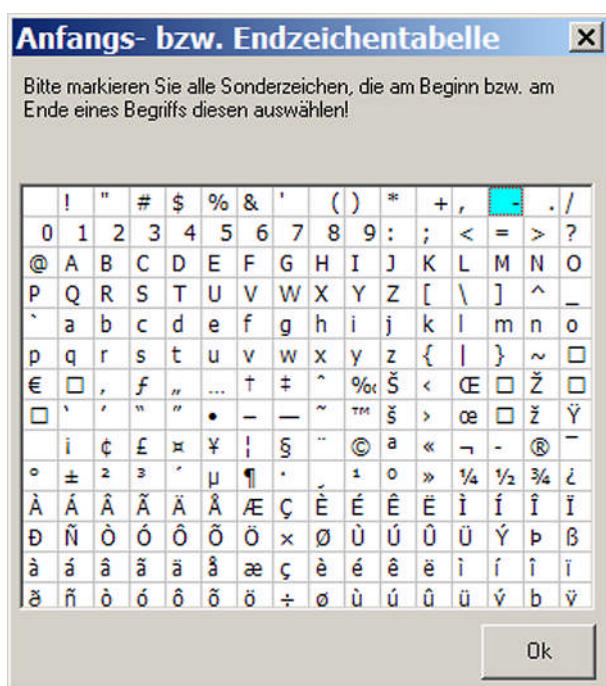 Anfangs- bzw. Endzeichentabelle
Bitte markieren Sie alle Sonderzeichen, die am Beginn bzw. am
Ende eines Begriffs diesen auswählen!
! " # $ % & ' ( ) * + , - . /
0 1 2 3 4 5 6 7 8 9 : ; < = > ?
@ A B C D E F G H I J K L M N O
P Q R S T U V W X Y Z [ \ ] ^ _
` a b c d e f g h i j k l m n o
p q r s t u v w x y z { | } ~ □
€ □ ‚ ƒ „ … † ‡ ˆ ‰ Š ‹ Œ □ Ž □
□ ‘ ’ “ ” • – — ˜ ™ š › œ □ ž Ÿ
¡ ¢ £ ¤ ¥ ¦ § ¨ © ª « ¬ - ® ¯
° ± ² ³ ´ µ ¶ · ¸ ¹ º » ¼ ½ ¾ ¿
À Á Â Ã Ä Å Æ Ç È É Ê Ë Ì Í Î Ï
Ð Ñ Ò Ó Ô Õ Ö × Ø Ù Ú Û Ü Ý Þ ß
à á â ã ä å æ ç è é ê ë ì í î ï
ð ñ ò ó ô õ ö ÷ ø ù ú û ü ý þ ÿ
Ok